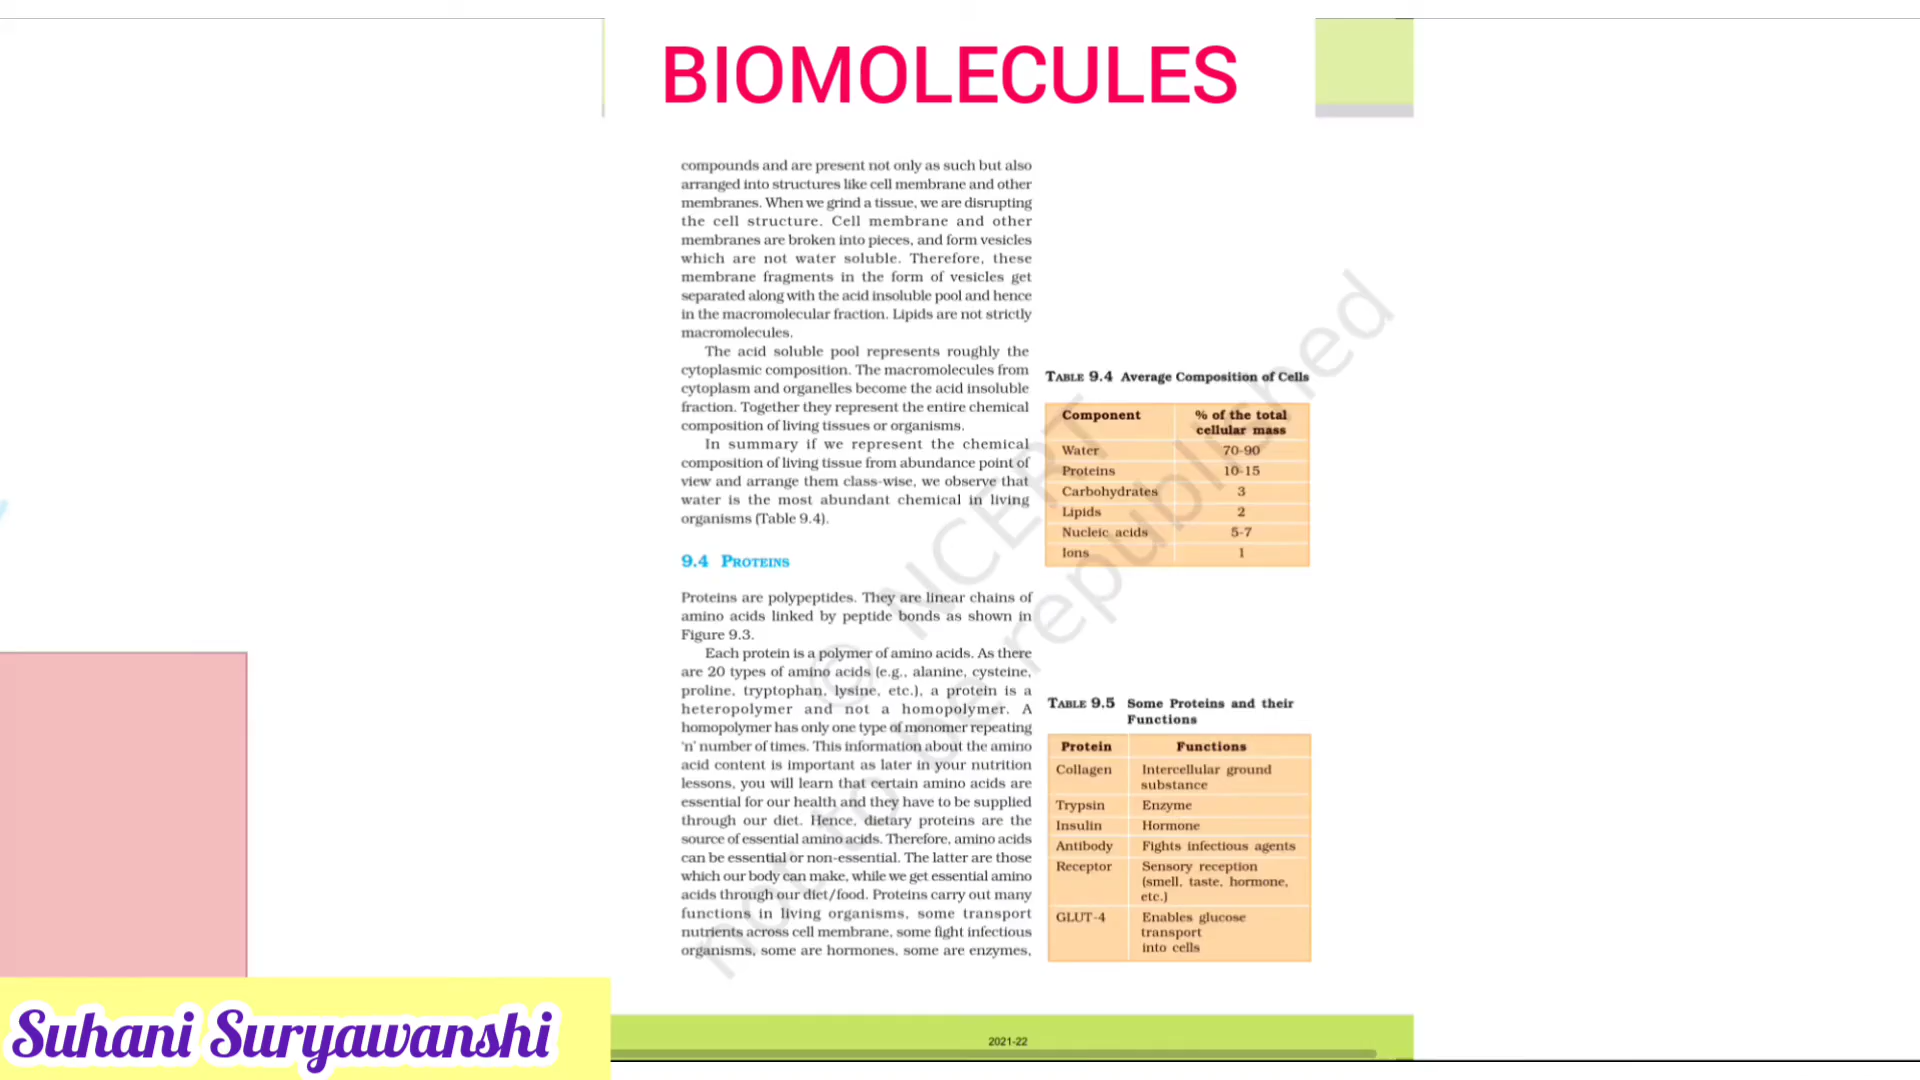 BIOMOLECULES
compounds and are present not only as such but also
arranged into structures like cell membrane and other
membranes. When we grind a tissue, we are disrupting
the cell structure. Cell membrane and other
membranes are broken into pieces, and form vesicles
which are not water soluble. Therefore, these
membrane fragments in the form of vesicles get
separated along with the acid insoluble pool and hence
in the macromolecular fraction. Lipids are not strictly
macromolecules.
The acid soluble pool represents roughly the
cytoplasmic composition. The macromolecules from
cytoplasm and organelles become the acid insoluble
fraction. Together they represent the entire chemical
composition of living tissues or organisms.
In summary if we represent the chemical
composition of living tissue from abundance point of
view and arrange them class-wise, we observe that
water is the most abundant chemical in living
organisms (Table 9.4).
9.4 PROTEINS
Proteins are polypeptides. They are linear chains of
amino acids linked by peptide bonds as shown in
Figure 9.3.
Each protein is a polymer of amino acids. As there
are 20 types of amino acids (e.g., alanine, cysteine,
proline, tryptophan, lysine, etc.), a protein is a
heteropolymer and not a homopolymer. A
homopolymer has only one type of monomer repeating
'n' number of times. This information about the amino
acid content is important as later in your nutrition
lessons, you will learn that certain amino acids are
essential for our health and they have to be supplied
through our diet. Hence, dietary proteins are the
source of essential amino acids. Therefore, amino acids
can be essential or non-essential. The latter are those
which our body can make, while we get essential amino
acids through our diet/food. Proteins carry out many
functions in living organisms, some transport
nutrients across cell membrane, some fight infectious
organisms, some are hormones, some are enzymes,
TABLE 9.4 Average Composition of Cells
Component % of the total
cellular mass
Water 70-90
Proteins 10-15
Carbohydrates 3
Lipids 2
Nucleic acids 5-7
Ions 1
TABLE 9.5 Some Proteins and their
Functions
Protein Functions
Collagen Intercellular ground
substance
Trypsin Enzyme
Insulin Hormone
Antibody Fights infectious agents
Receptor Sensory reception
(smell, taste, hormone,
etc.)
GLUT-4 Enables glucose
transport
into cells
© NCERT
not to be republished
2021-22
Suhani Suryawanshi